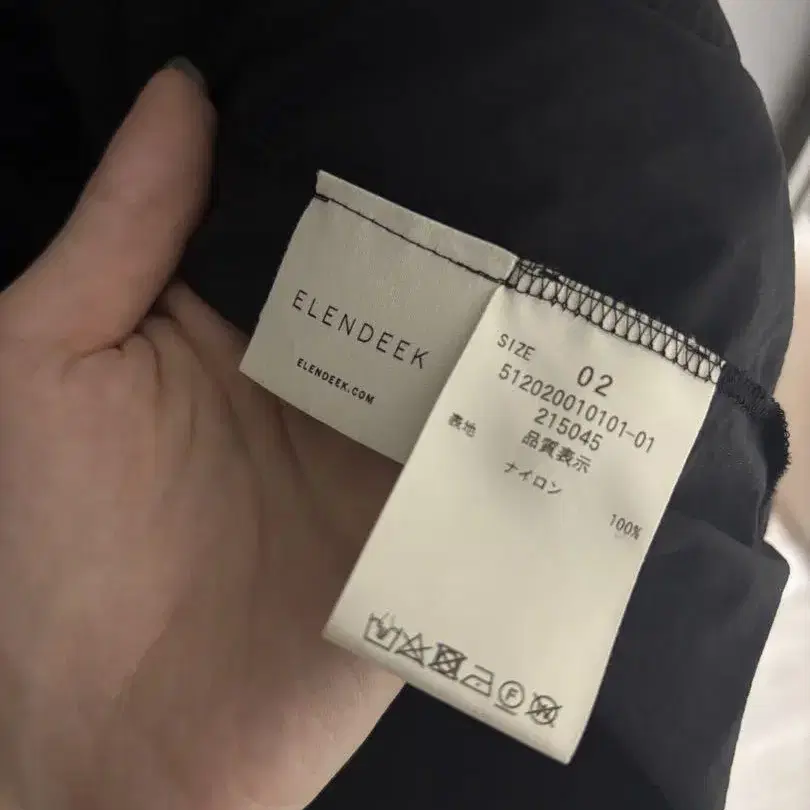 ELENDEEK
ELENDEEK.COM
SIZE 02
512020010101-01
215045
品質表示
表地 ナイロン 100%
F
W